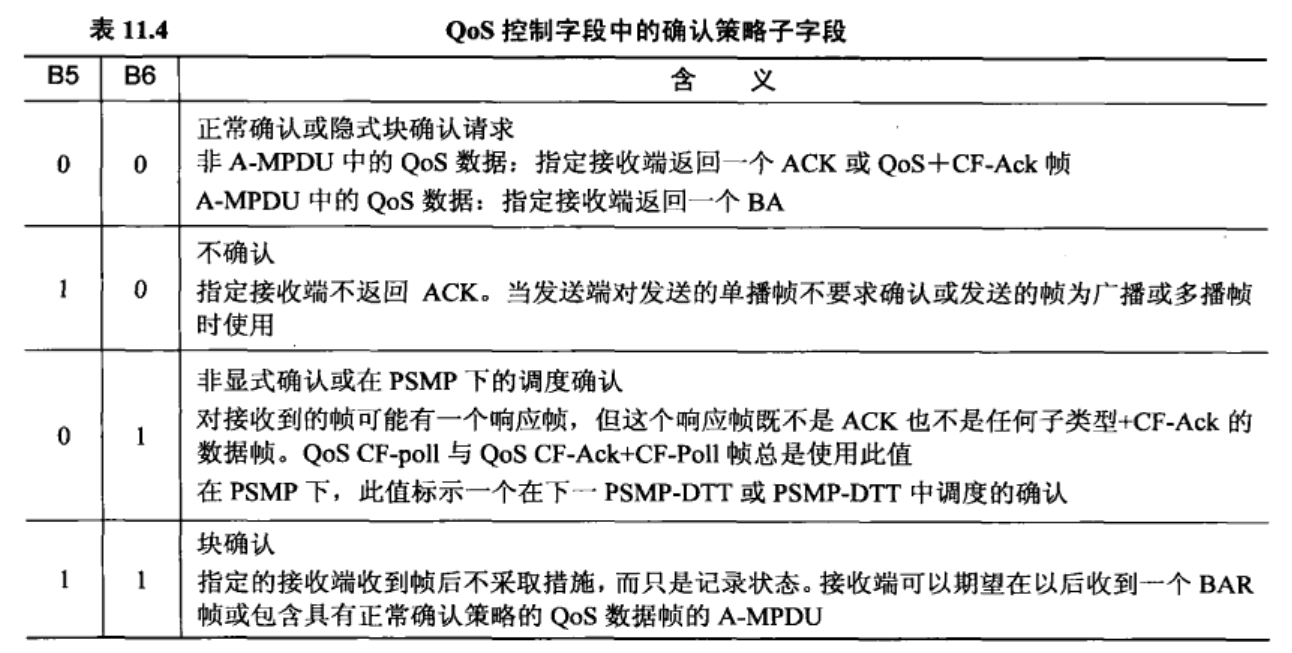 表 11.4 QoS 控制字段中的确认策略子字段
B5 B6 含 义
正常确认或隐式块确认请求
0 0 非 A-MPDU 中的 QoS 数据：指定接收端返回一个 ACK 或 QoS＋CF-Ack 帧
A-MPDU 中的 QoS 数据：指定接收端返回一个 BA
不确认
1 0 指定接收端不返回 ACK。当发送端对发送的单播帧不要求确认或发送的帧为广播或多播帧
时使用
非显式确认或在 PSMP 下的调度确认
对接收到的帧可能有一个响应帧，但这个响应帧既不是 ACK 也不是任何子类型+CF-Ack 的
0 1 数据帧。QoS CF-poll 与 QoS CF-Ack+CF-Poll 帧总是使用此值
在 PSMP 下，此值标示一个在下一 PSMP-DTT 或 PSMP-DTT 中调度的确认
块确认
1 1 指定的接收端收到帧后不采取措施，而只是记录状态。接收端可以期望在以后收到一个 BAR
帧或包含具有正常确认策略的 QoS 数据帧的 A-MPDU